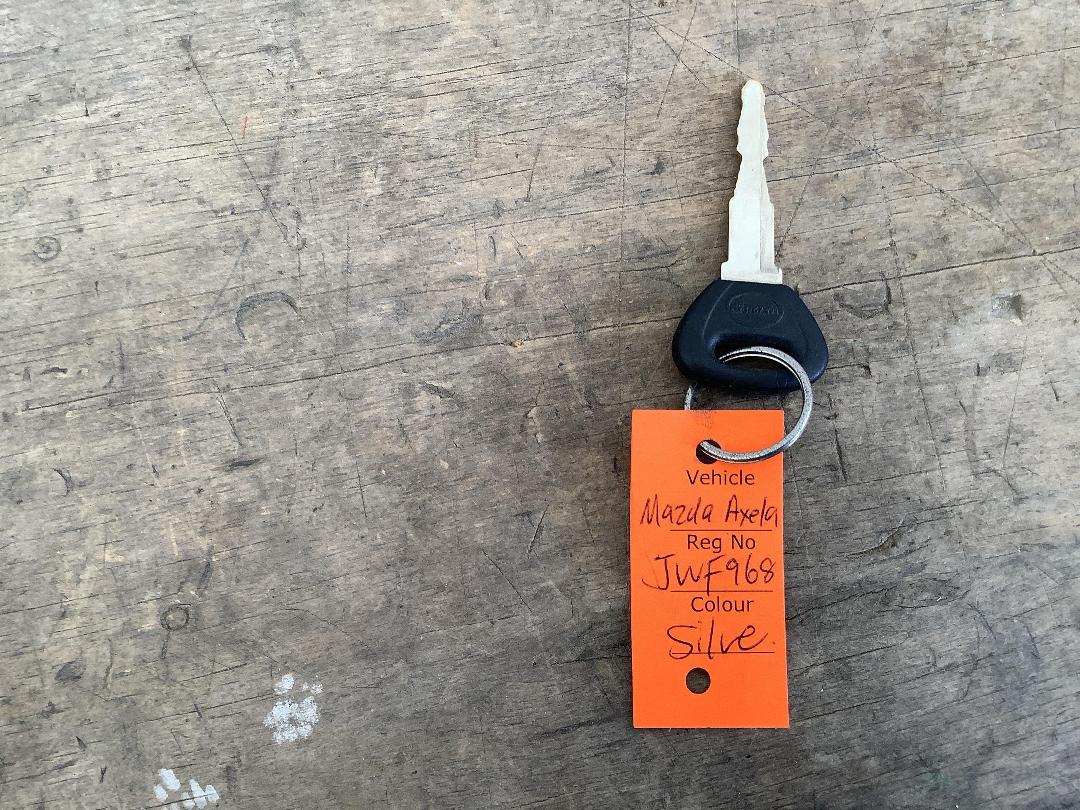 Vehicle
Mazda Axela
Reg No
JWF968
Colour
Silve.